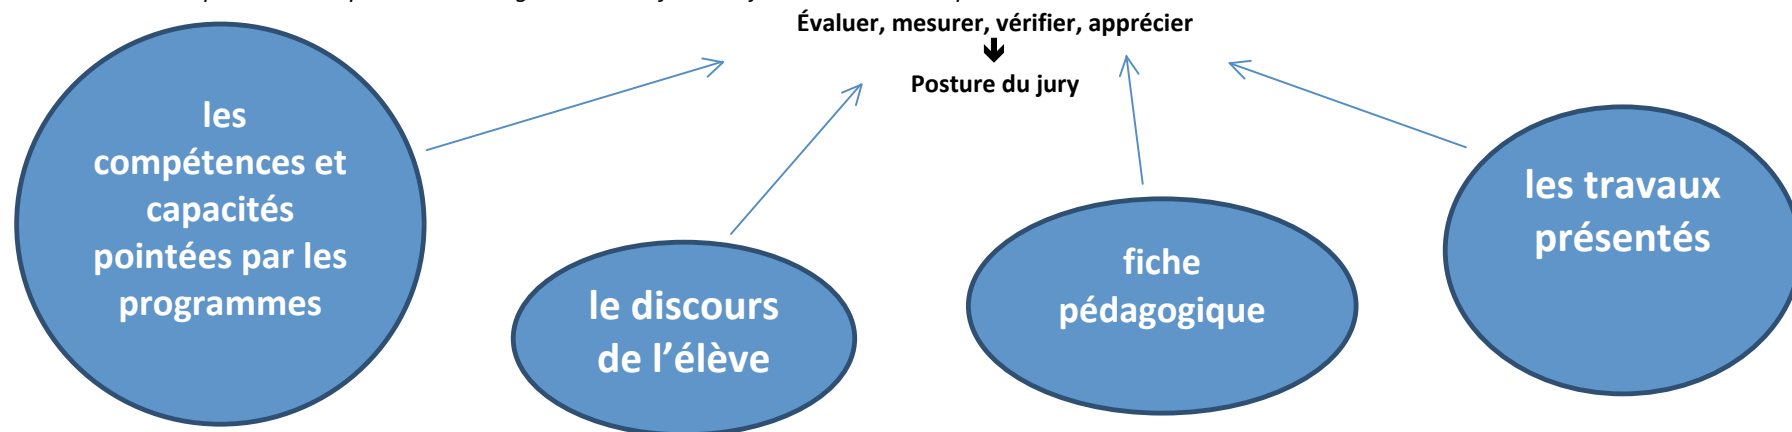 Évaluer, mesurer, vérifier, apprécier
Posture du jury
les
compétences et
capacités
pointées par les
programmes
le discours
de l’élève
fiche
pédagogique
les travaux
présentés